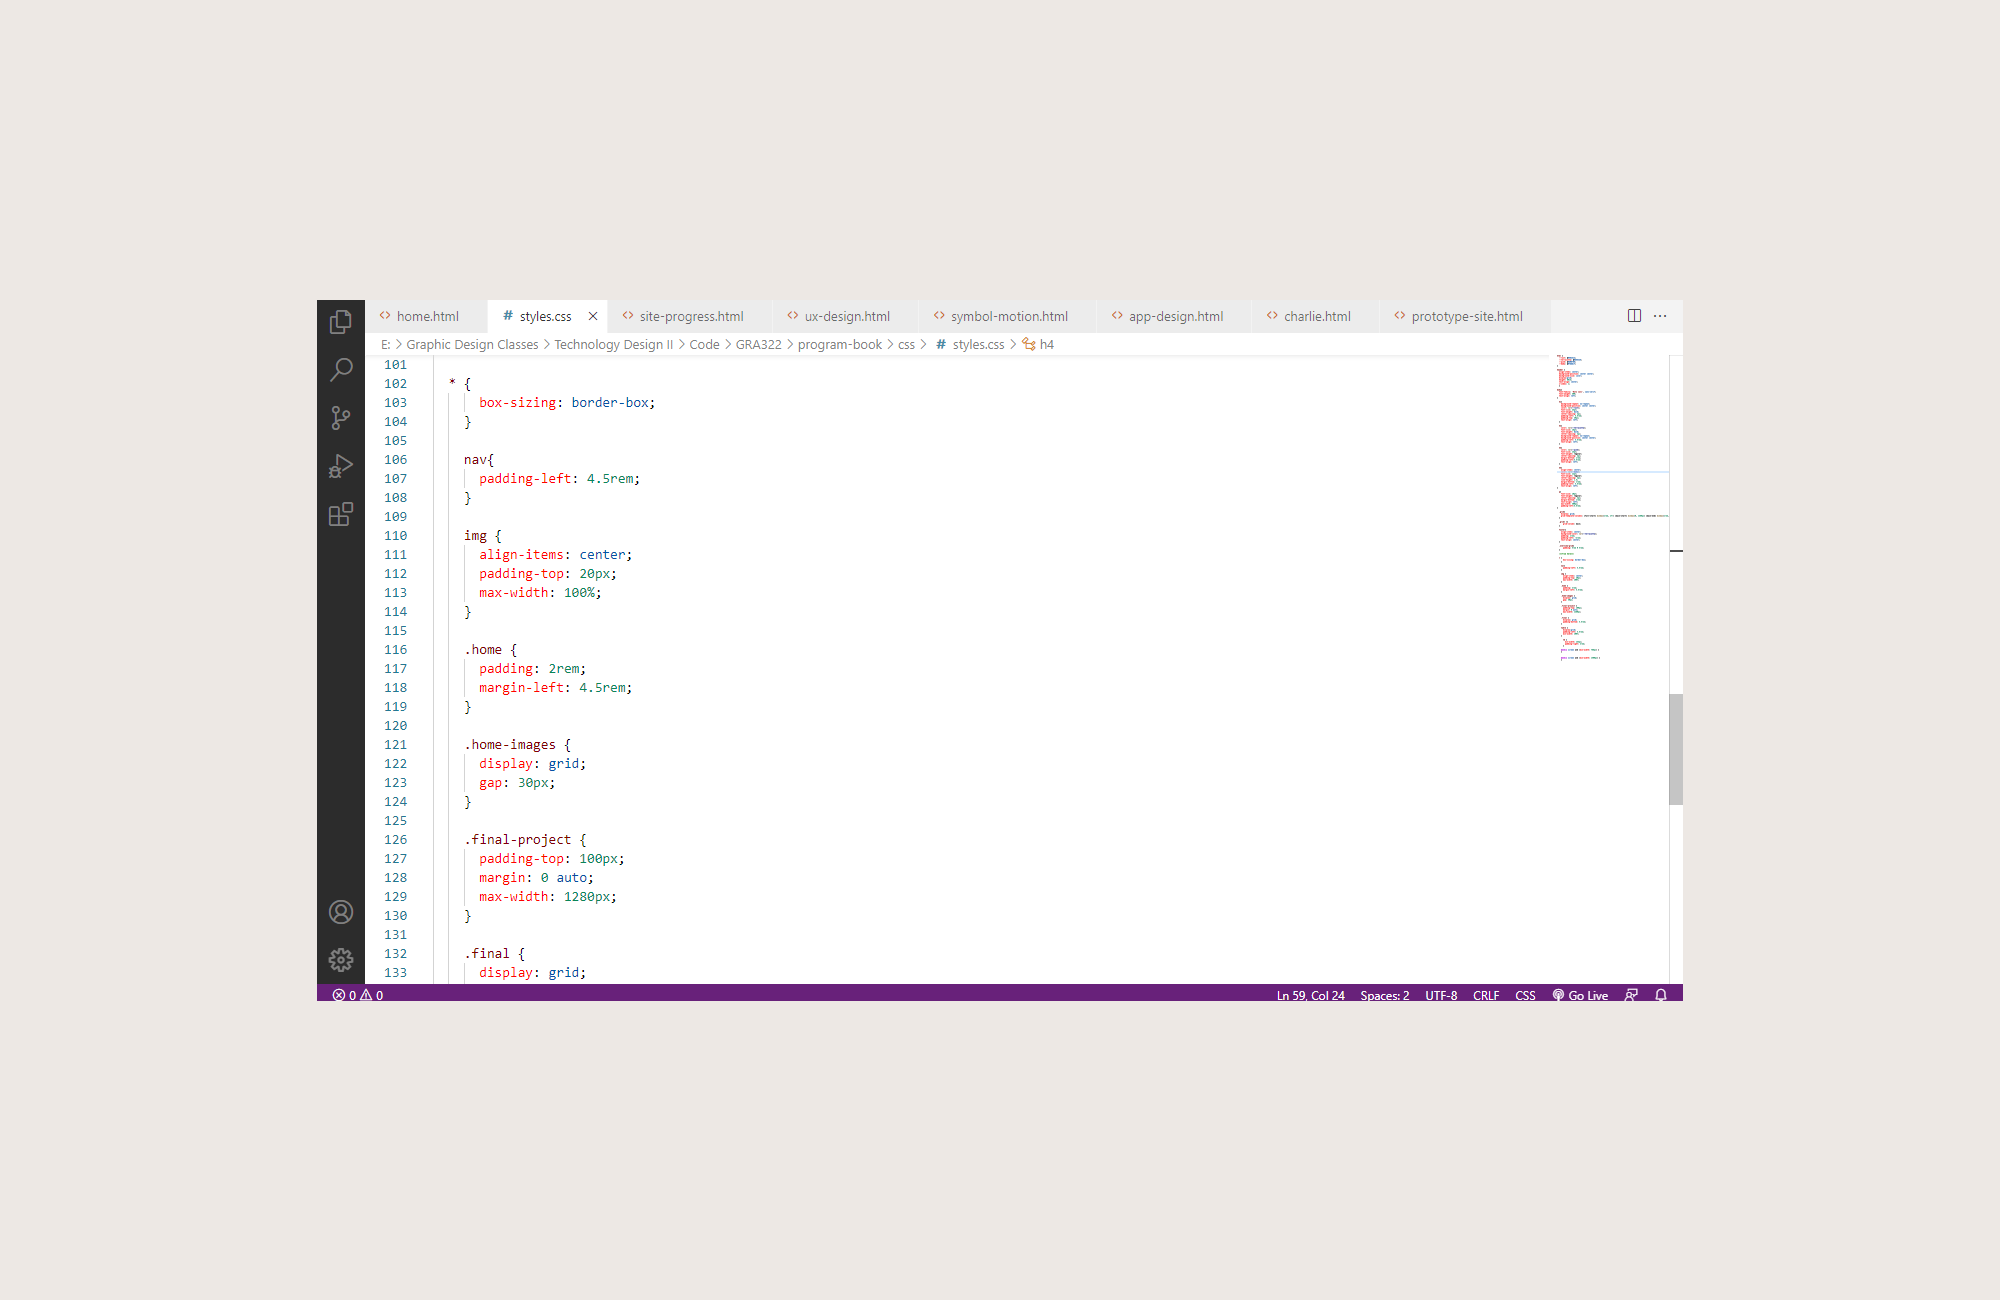 home.html styles.css site-progress.html ux-design.html symbol-motion.html app-design.html charlie.html prototype-site.html
E: > Graphic Design Classes > Technology Design II > Code > GRA322 > program-book > css > # styles.css > h4
101
102 * {
103 box-sizing: border-box;
104 }
105
106 nav{
107 padding-left: 4.5rem;
108 }
109
110 img {
111 align-items: center;
112 padding-top: 20px;
113 max-width: 100%;
114 }
115
116 .home {
117 padding: 2rem;
118 margin-left: 4.5rem;
119 }
120
121 .home-images {
122 display: grid;
123 gap: 30px;
124 }
125
126 .final-project {
127 padding-top: 100px;
128 margin: 0 auto;
129 max-width: 1280px;
130 }
131
132 .final {
133 display: grid;
0 0 Ln 59, Col 24 Spaces: 2 UTF-8 CRLF CSS Go Live